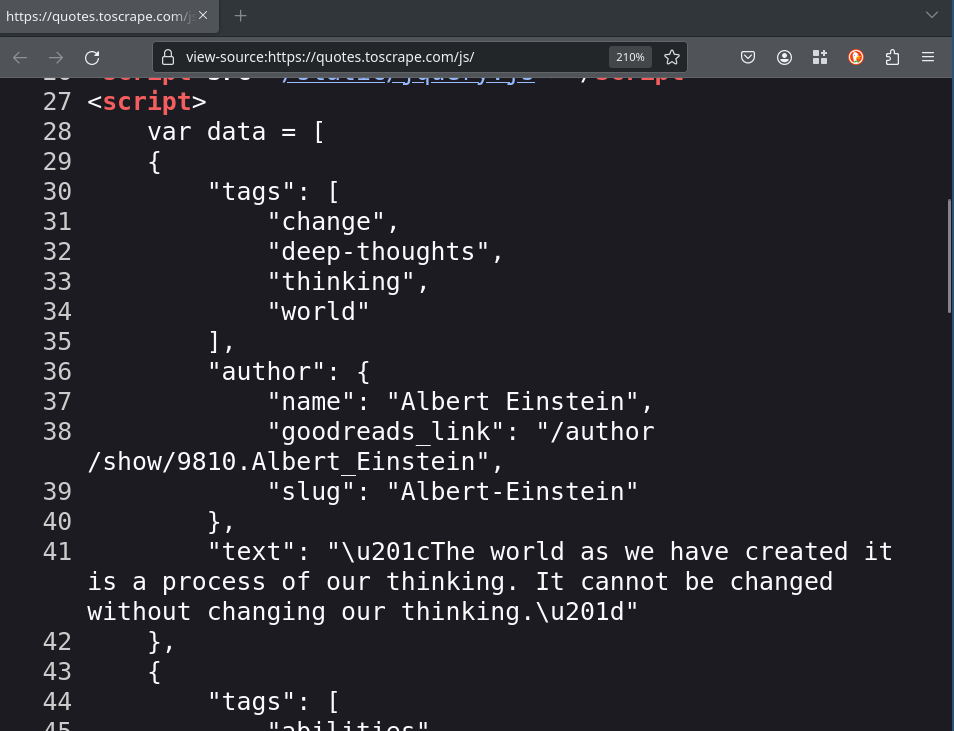 https://quotes.toscrape.com/js
view-source:https://quotes.toscrape.com/js/
210%
27 <script>
28     var data = [
29     {
30         "tags": [
31             "change",
32             "deep-thoughts",
33             "thinking",
34             "world"
35         ],
36         "author": {
37             "name": "Albert Einstein",
38             "goodreads_link": "/author
/show/9810.Albert_Einstein",
39             "slug": "Albert-Einstein"
40         },
41         "text": "\u201cThe world as we have created it
is a process of our thinking. It cannot be changed
without changing our thinking.\u201d"
42     },
43     {
44         "tags": [
45             "abilities"